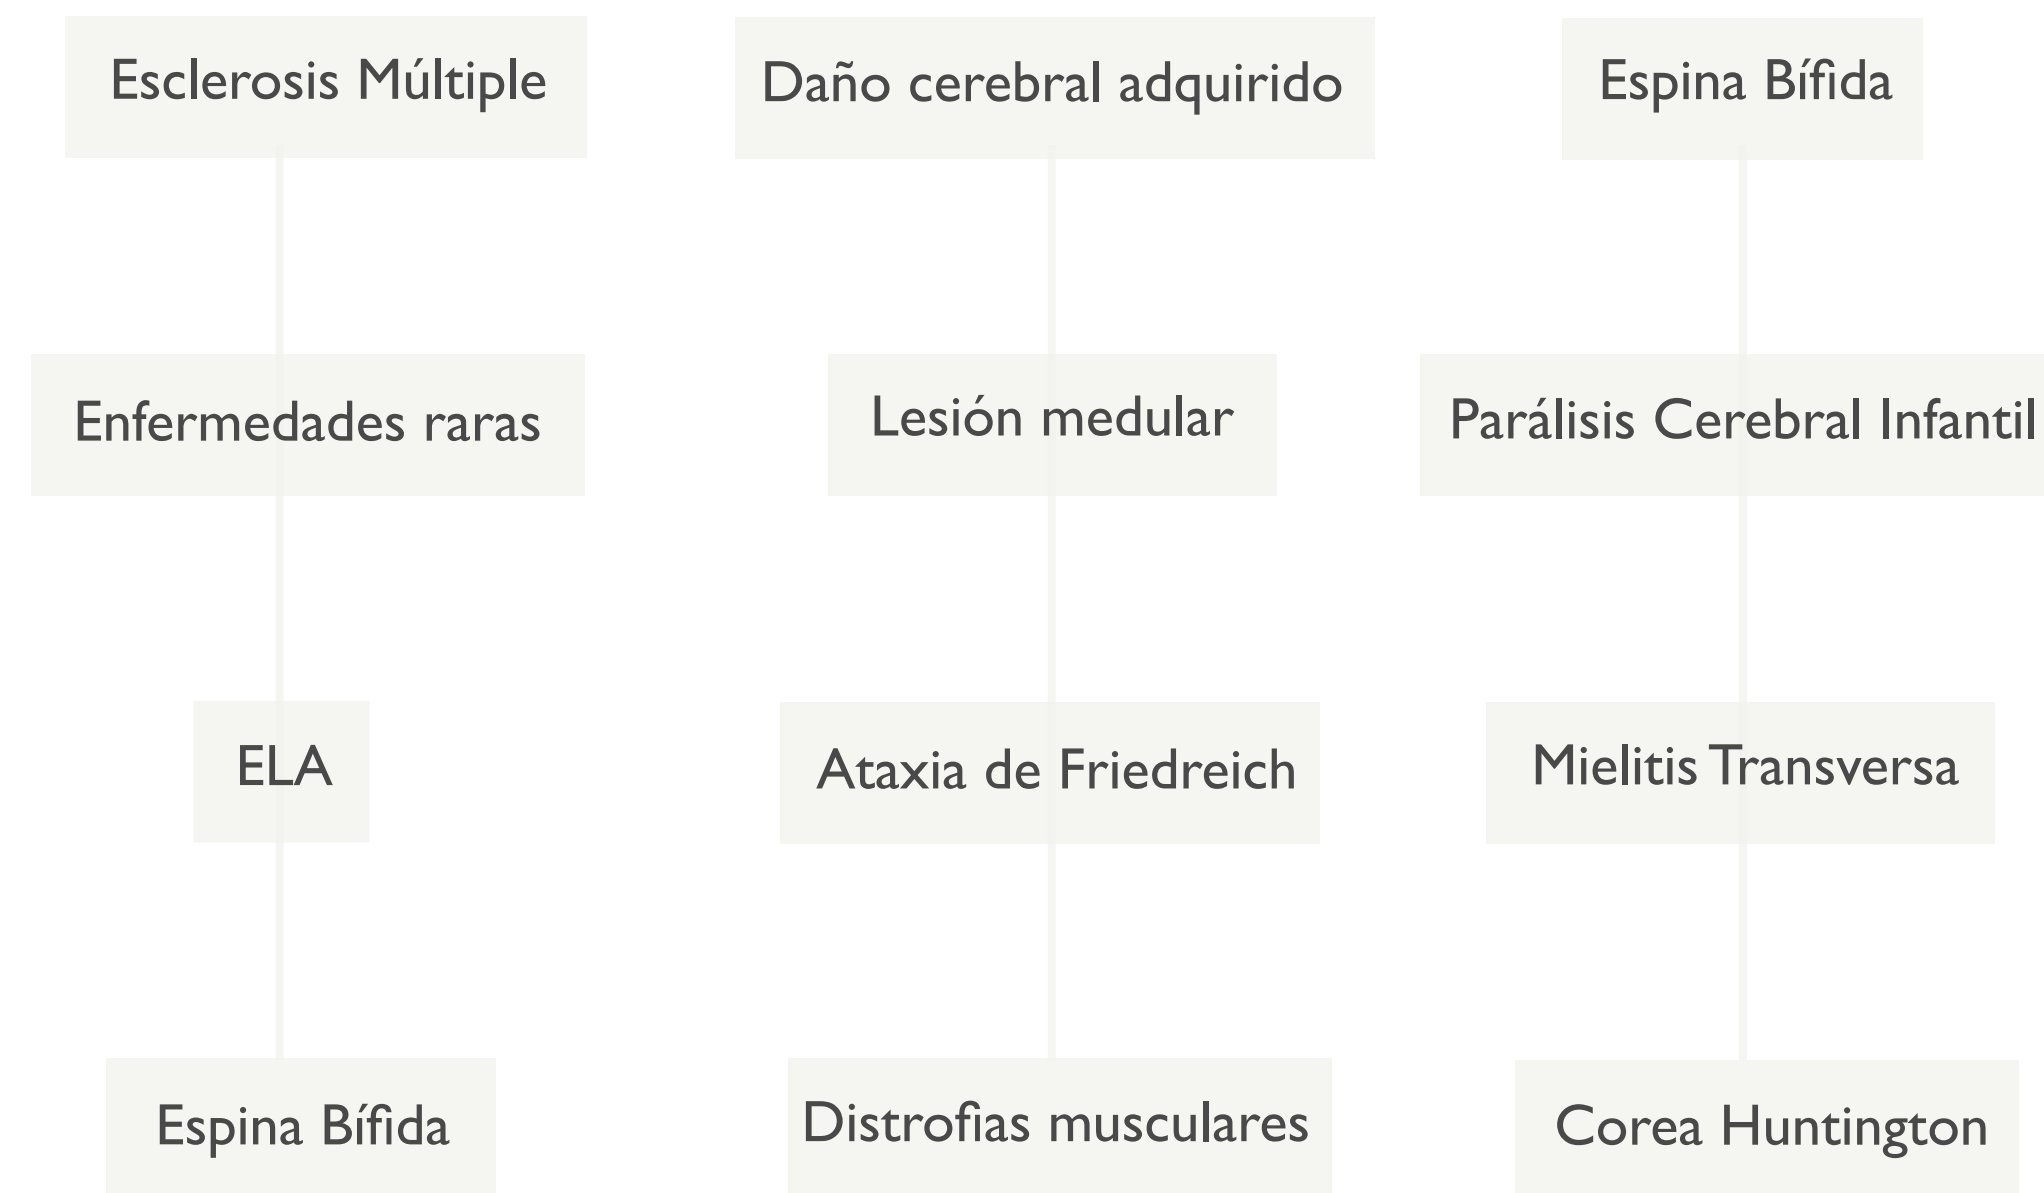 Esclerosis Múltiple
Daño cerebral adquirido
Espina Bífida
Enfermedades raras
Lesión medular
Parálisis Cerebral Infantil
ELA
Ataxia de Friedreich
Mielitis Transversa
Espina Bífida
Distrofias musculares
Corea Huntington